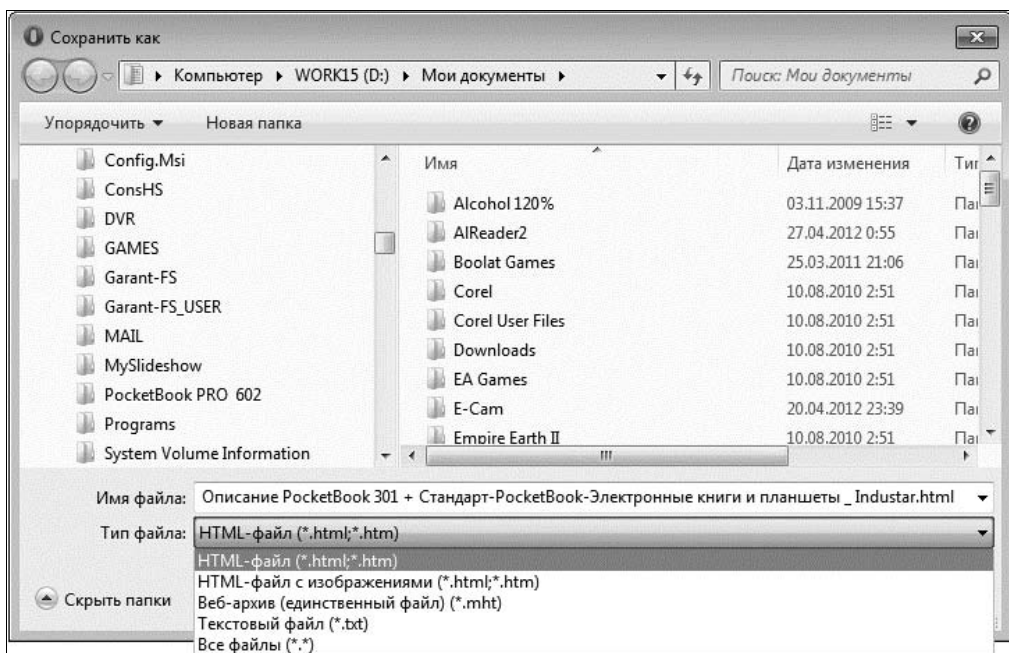 Сохранить как
Компьютер ▸ WORK15 (D:) ▸ Мои документы ▸
Поиск: Мои документы
Упорядочить ▾ Новая папка
Config.Msi
ConsHS
DVR
GAMES
Garant-FS
Garant-FS_USER
MAIL
MySlideshow
PocketBook PRO 602
Programs
System Volume Information
Имя Дата изменения
Alcohol 120% 03.11.2009 15:37
AlReader2 27.04.2012 0:55
Boolat Games 25.03.2011 21:06
Corel 10.08.2010 2:51
Corel User Files 10.08.2010 2:51
Downloads 10.08.2010 2:51
EA Games 10.08.2010 2:51
E-Cam 20.04.2012 23:39
Empire Earth II 10.08.2010 2:51
Имя файла: Описание PocketBook 301 + Стандарт-PocketBook-Электронные книги и планшеты _ Industar.html
Тип файла: HTML-файл (*.html;*.htm)
HTML-файл (*.html;*.htm)
HTML-файл с изображениями (*.html;*.htm)
Веб-архив (единственный файл) (*.mht)
Текстовый файл (*.txt)
Все файлы (*.*)
Скрыть папки